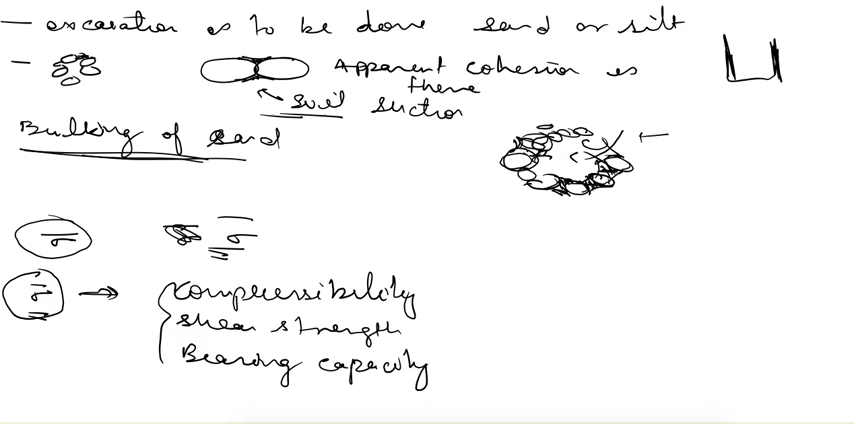 — excavation is to be done sand or silt
— Apparent cohesion is there
soil suction
Bulking of sand
σ̅ σ̅
σ̅ → compressibility
shear strength
Bearing capacity